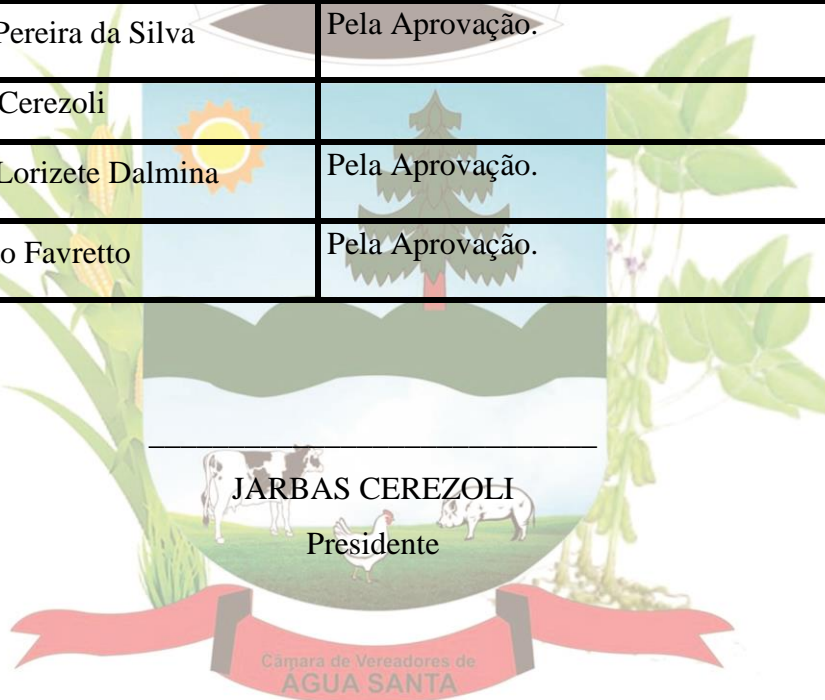 Pereira da Silva Pela Aprovação.
Cerezoli
Lorizete Dalmina Pela Aprovação.
o Favretto Pela Aprovação.
JARBAS CEREZOLI
Presidente
Câmara de Vereadores de
ÁGUA SANTA